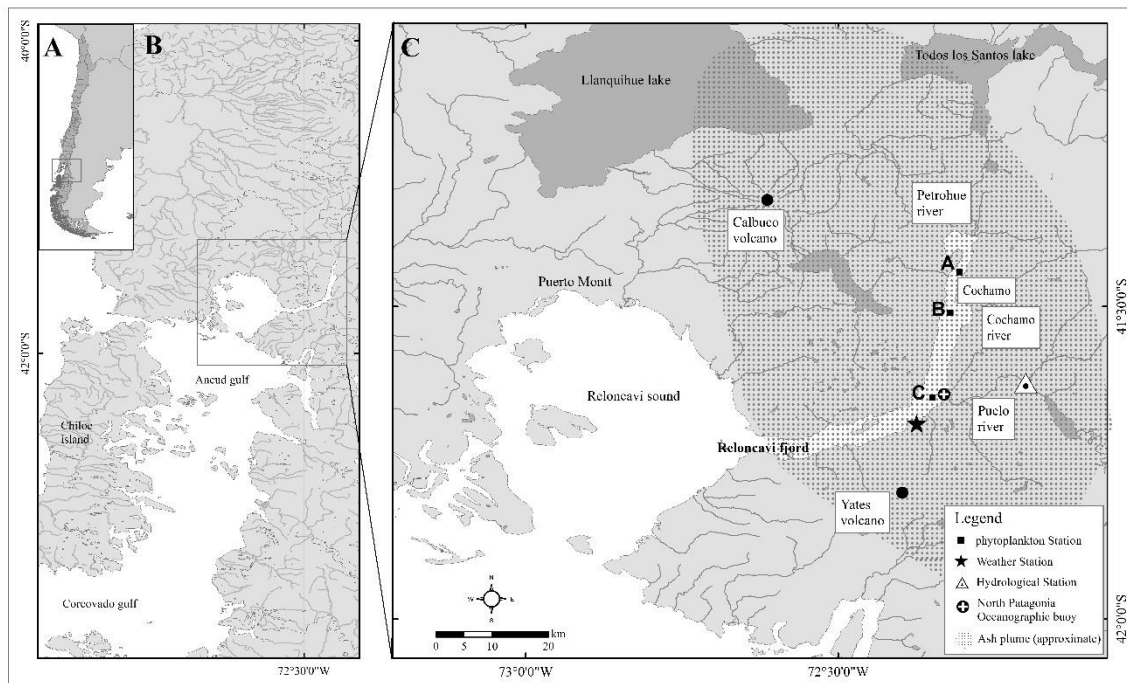 A
B
40°0'0"S
42°0'0"S
Ancud gulf
Chiloe
island
Corcovado gulf
72°30'0"W
C
Llanquihue lake
Todos los Santos lake
Petrohue
river
Calbuco
volcano
A
Cochamo
Puerto Montt
B
Cochamo
river
41°30'0"S
C
Reloncavi sound
Puelo
river
Reloncavi fjord
Yates
volcano
Legend
phytoplankton Station
Weather Station
Hydrological Station
North Patagonia
Oceanographic buoy
Ash plume (approximate)
N
W
E
S
km
0 5 10 20
42°0'0"S
73°0'0"W
72°30'0"W